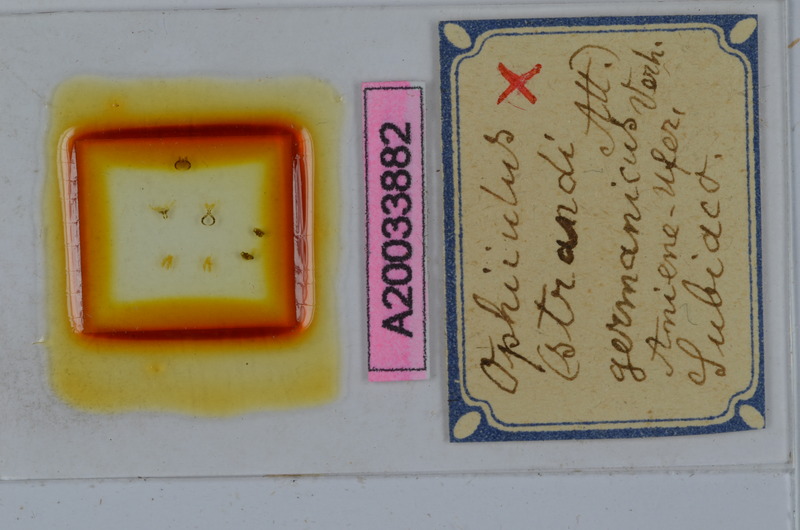 A20033882
Ophiiulus X
(strandi Att.)
germanicus Verh.
Aniene-Ufer,
Subiaco.